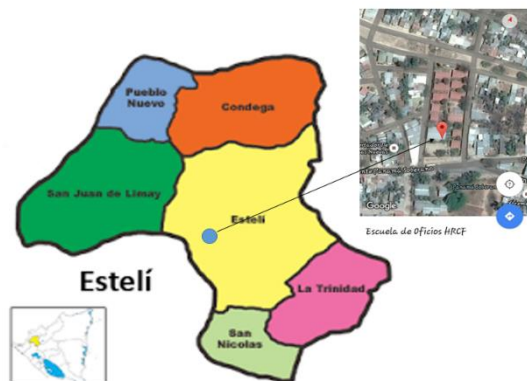 Pueblo
Nuevo
Condega
San Juan de Limay
Estelí
La Trinidad
San
Nicolas
Estelí
Google
Escuela de Oficios HRCF